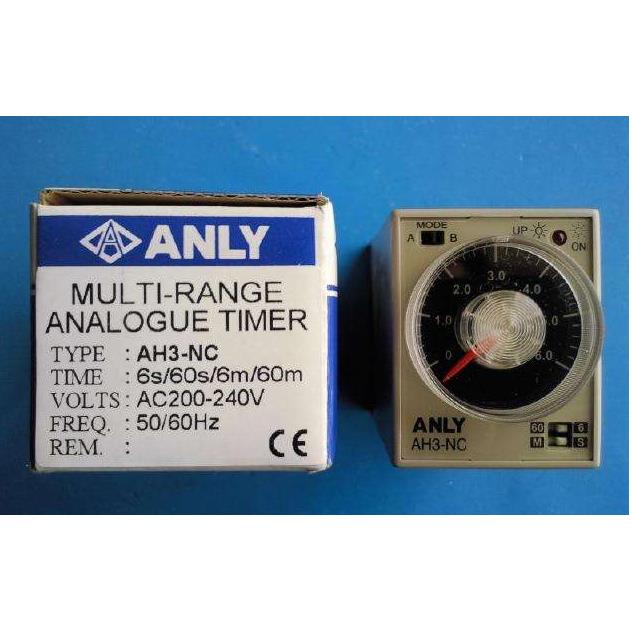 ANLY
MULTI-RANGE
ANALOGUE TIMER
TYPE : AH3-NC
TIME : 6s/60s/6m/60m
VOLTS : AC200-240V
FREQ. : 50/60Hz
REM. :
CE
MODE
A B
UP ON
3.0
2.0 4.0
1.0 5.0
0 6.0
ANLY
AH3-NC
60 6
M S